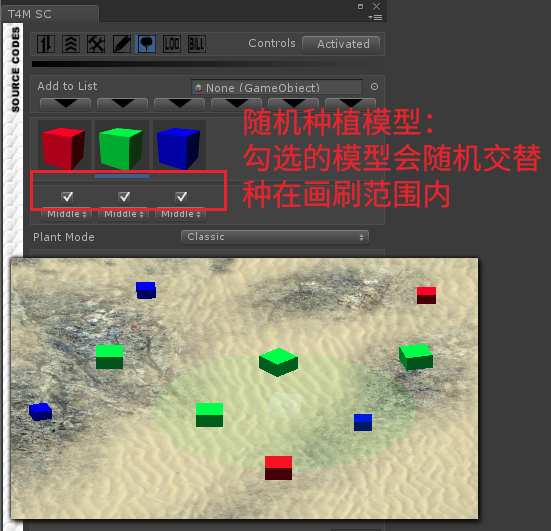 T4M SC
SOURCE CODES
LOD
BILL
Controls
Activated
Add to List
None (GameObject)
随机种植模型:
勾选的模型会随机交替
种在画刷范围内
Middle
Middle
Middle
Plant Mode
Classic